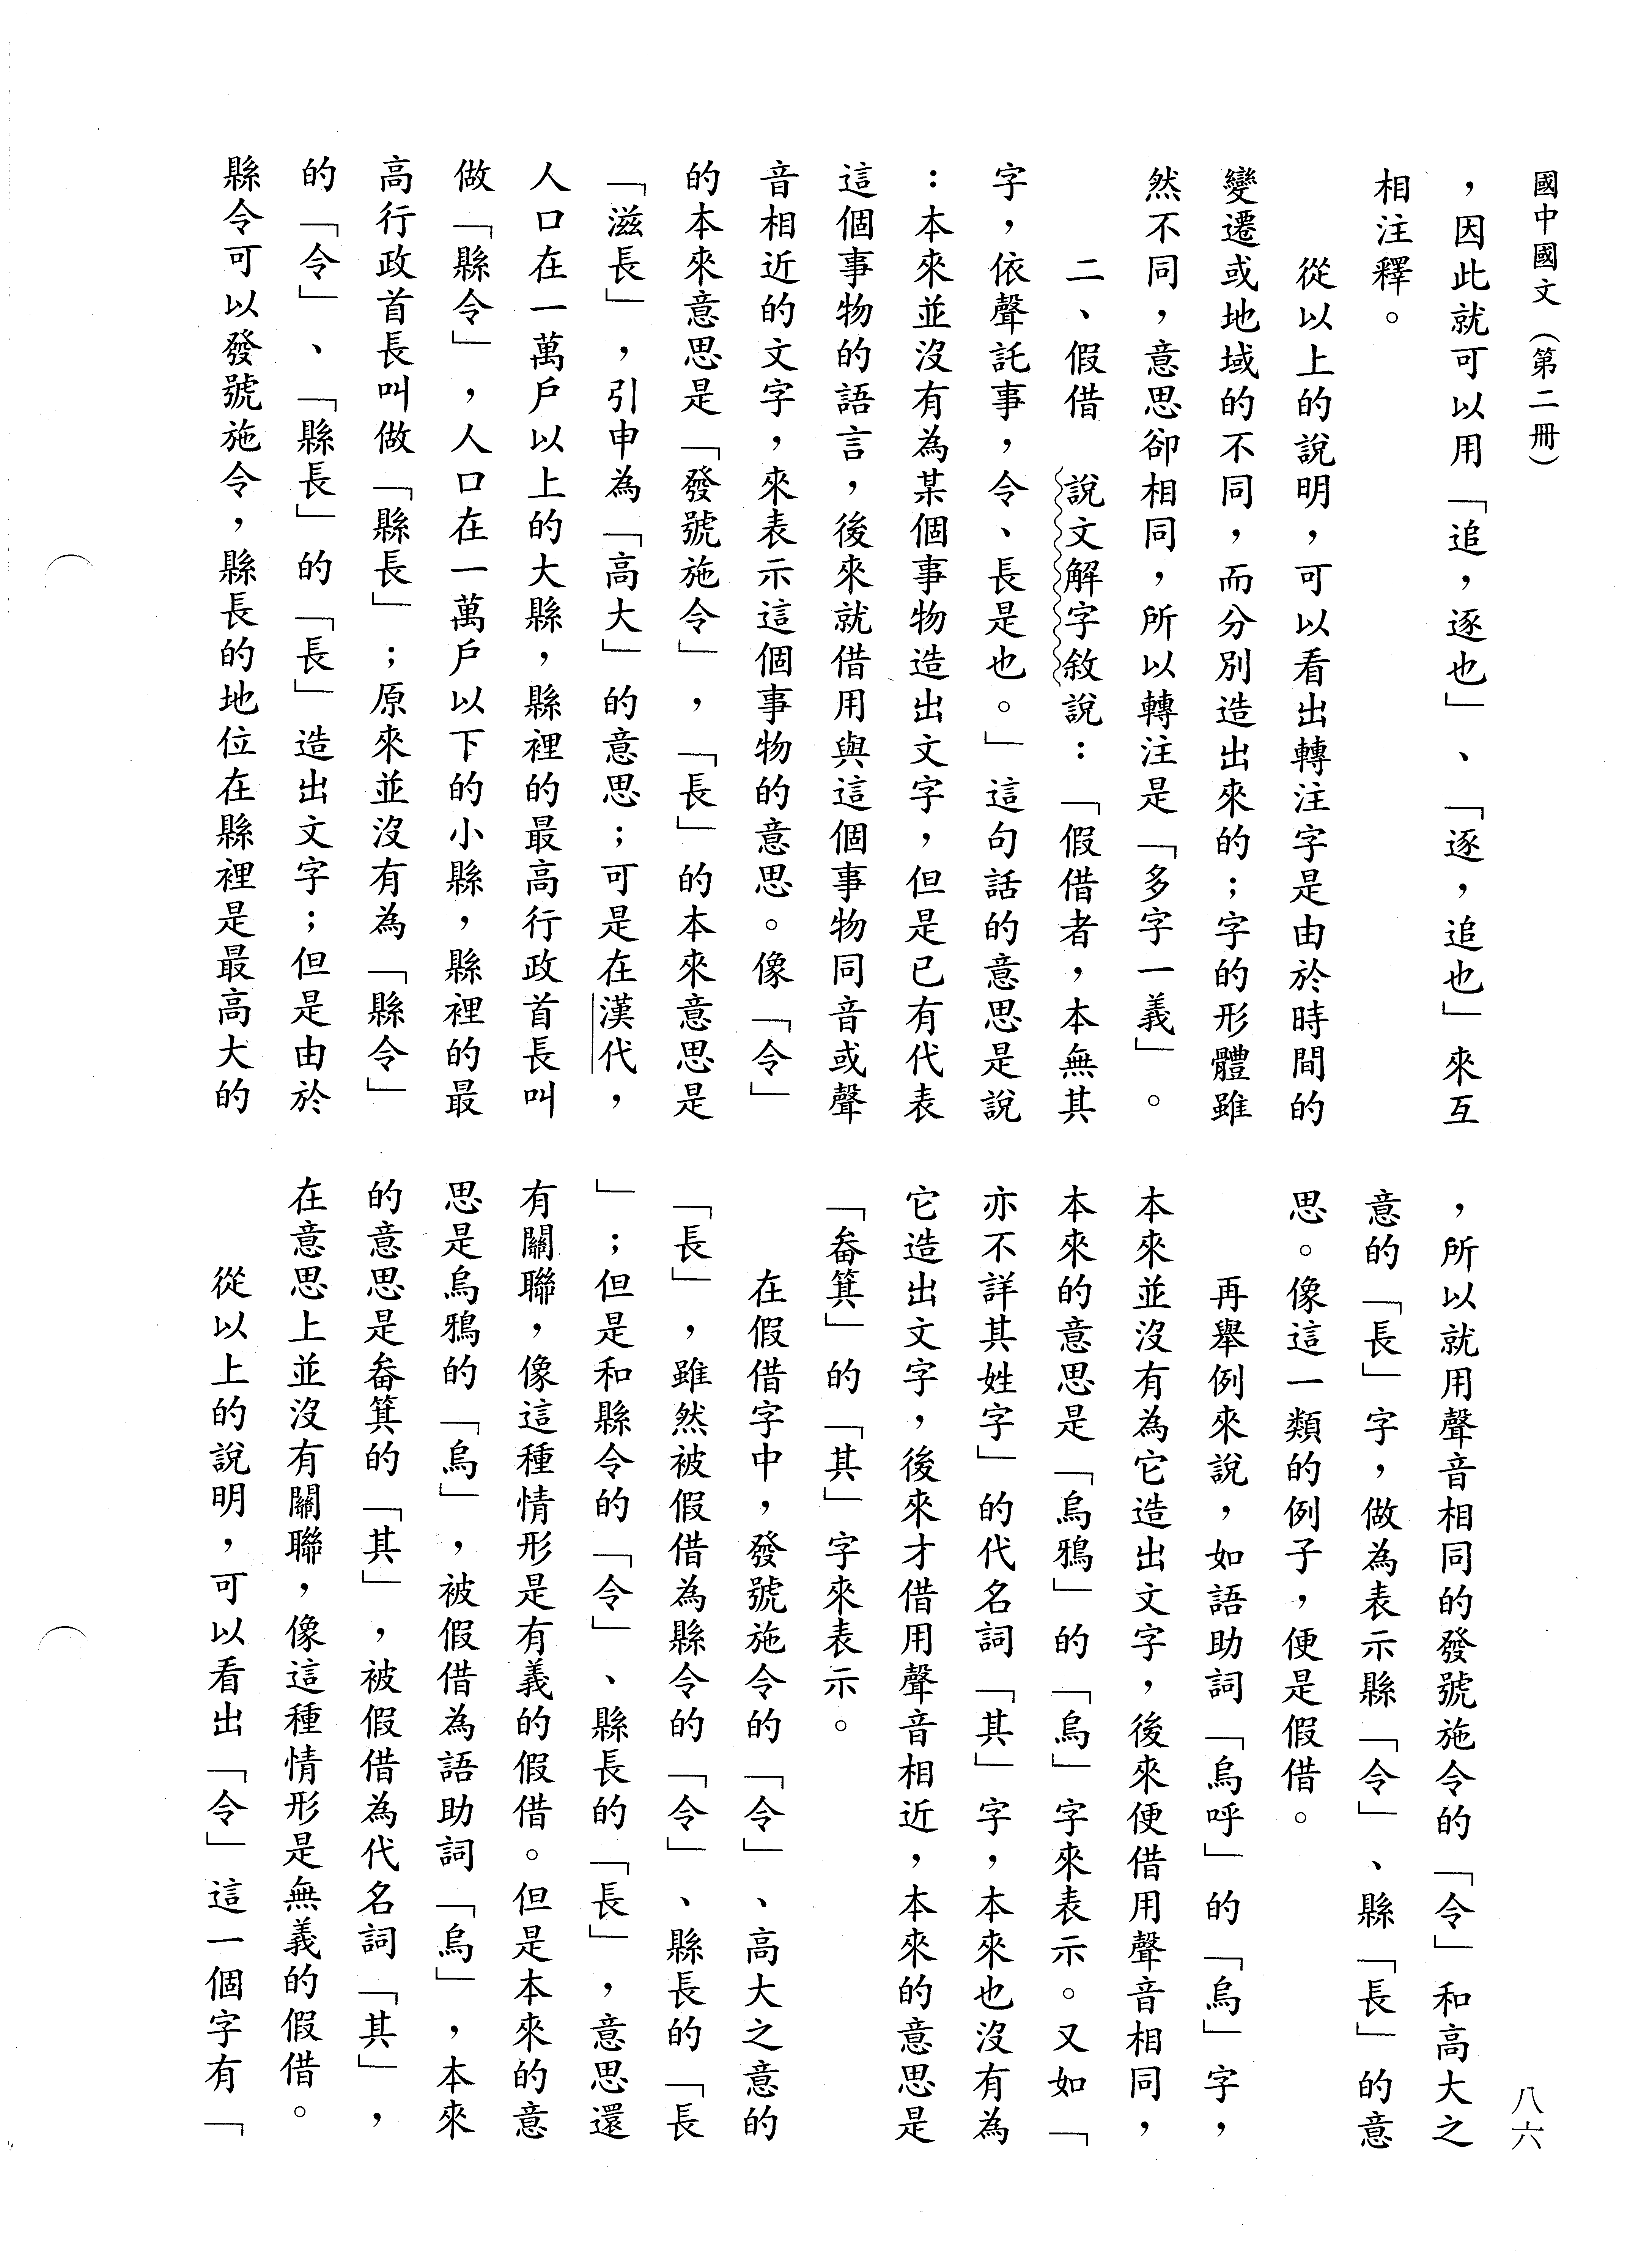 國中國文（第二冊）
，因此就可以用「追，逐也」、「逐，追也」來互
相注釋。
從以上的說明，可以看出轉注字是由於時間的
變遷或地域的不同，而分別造出來的；字的形體雖
然不同，意思卻相同，所以轉注是「多字一義」。
二、假借　說文解字敘說：「假借者，本無其
字，依聲託事，令、長是也。」這句話的意思是說
：本來並沒有為某個事物造出文字，但是已有代表
這個事物的語言，後來就借用與這個事物同音或聲
音相近的文字，來表示這個事物的意思。像「令」
的本來意思是「發號施令」，「長」的本來意思是
「滋長」，引申為「高大」的意思；可是在漢代，
人口在一萬戶以上的大縣，縣裡的最高行政首長叫
做「縣令」，人口在一萬戶以下的小縣，縣裡的最
高行政首長叫做「縣長」；原來並沒有為「縣令」
的「令」、「縣長」的「長」造出文字；但是由於
縣令可以發號施令，縣長的地位在縣裡是最高大的
，所以就用聲音相同的發號施令的「令」和高大之
意的「長」字，做為表示縣「令」、縣「長」的意
思。像這一類的例子，便是假借。
再舉例來說，如語助詞「烏呼」的「烏」字，
本來並沒有為它造出文字，後來便借用聲音相同，
本來的意思是「烏鴉」的「烏」字來表示。又如「
亦不詳其姓字」的代名詞「其」字，本來也沒有為
它造出文字，後來才借用聲音相近，本來的意思是
「畚箕」的「其」字來表示。
在假借字中，發號施令的「令」、高大之意的
「長」，雖然被假借為縣令的「令」、縣長的「長
」；但是和縣令的「令」、縣長的「長」，意思還
有關聯，像這種情形是有義的假借。但是本來的意
思是烏鴉的「烏」，被假借為語助詞「烏」，本來
的意思是畚箕的「其」，被假借為代名詞「其」，
在意思上並沒有關聯，像這種情形是無義的假借。
從以上的說明，可以看出「令」這一個字有「
八六